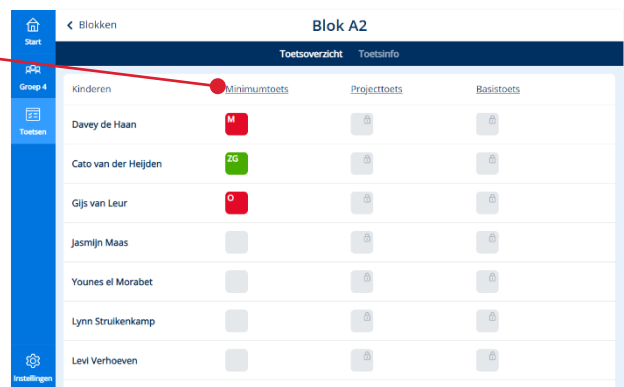 Start
Groep 4
Toetsen
Instellingen
Blokken
Blok A2
Toetsoverzicht Toetsinfo
Kinderen Minimumtoets Projecttoets Basistoets
Davey de Haan M
Cato van der Heijden ZG
Gijs van Leur O
Jasmijn Maas
Younes el Morabet
Lynn Struikenkamp
Levi Verhoeven